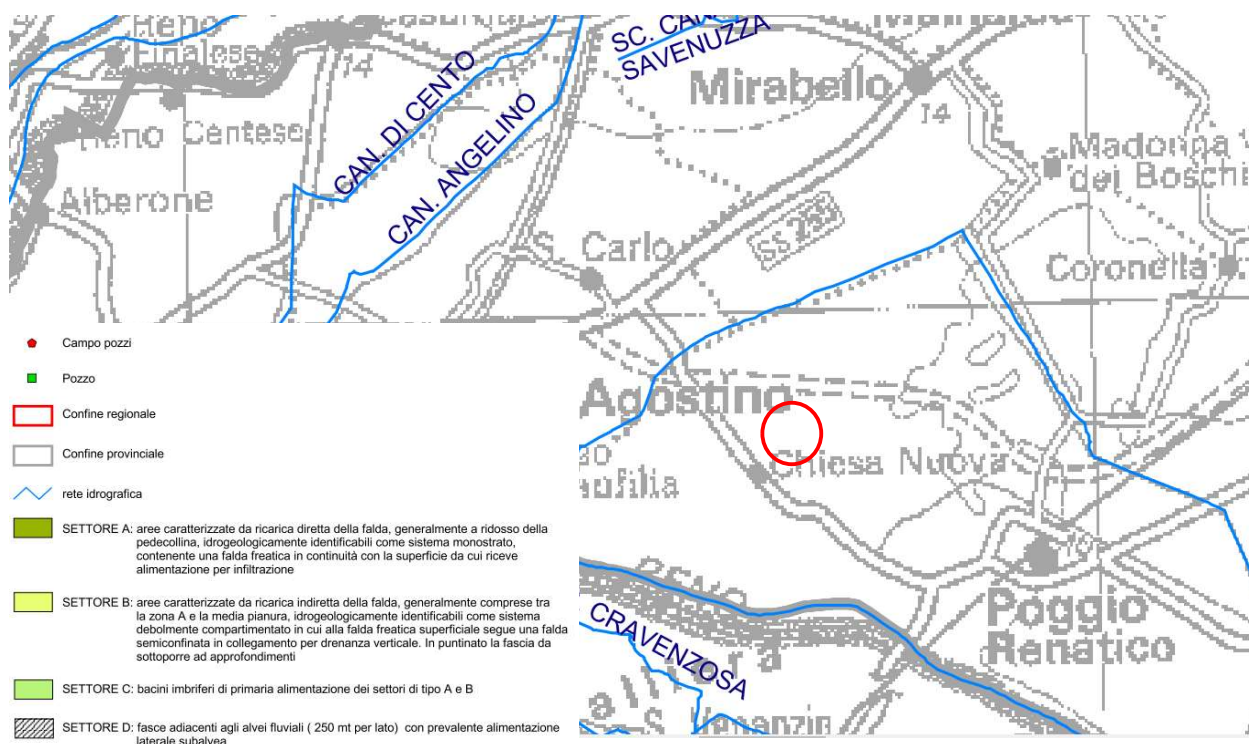 Reno
Finalese
14
SC. CAN
SAVENUZZA
Mirabello
14
CAN. DI CENTO
Reno Centese
CAN. ANGELINO
Madonna
dei Boschi
Alberone
S. Carlo
SS 255
Coronella
Agostino
Chiesa Nuova
Poggio
Renatico
CRAVENZOSA
S. Venanzio
Campo pozzi
Pozzo
Confine regionale
Confine provinciale
rete idrografica
SETTORE A: aree caratterizzate da ricarica diretta della falda, generalmente a ridosso della
pedecollina, idrogeologicamente identificabili come sistema monostrato,
contenente una falda freatica in continuità con la superficie da cui riceve
alimentazione per infiltrazione
SETTORE B: aree caratterizzate da ricarica indiretta della falda, generalmente comprese tra
la zona A e la media pianura, idrogeologicamente identificabili come sistema
debolmente compartimentato in cui alla falda freatica superficiale segue una falda
semiconfinata in collegamento per drenanza verticale. In puntinato la fascia da
sottoporre ad approfondimenti
SETTORE C: bacini imbriferi di primaria alimentazione dei settori di tipo A e B
SETTORE D: fasce adiacenti agli alvei fluviali ( 250 mt per lato) con prevalente alimentazione
laterale subalvea